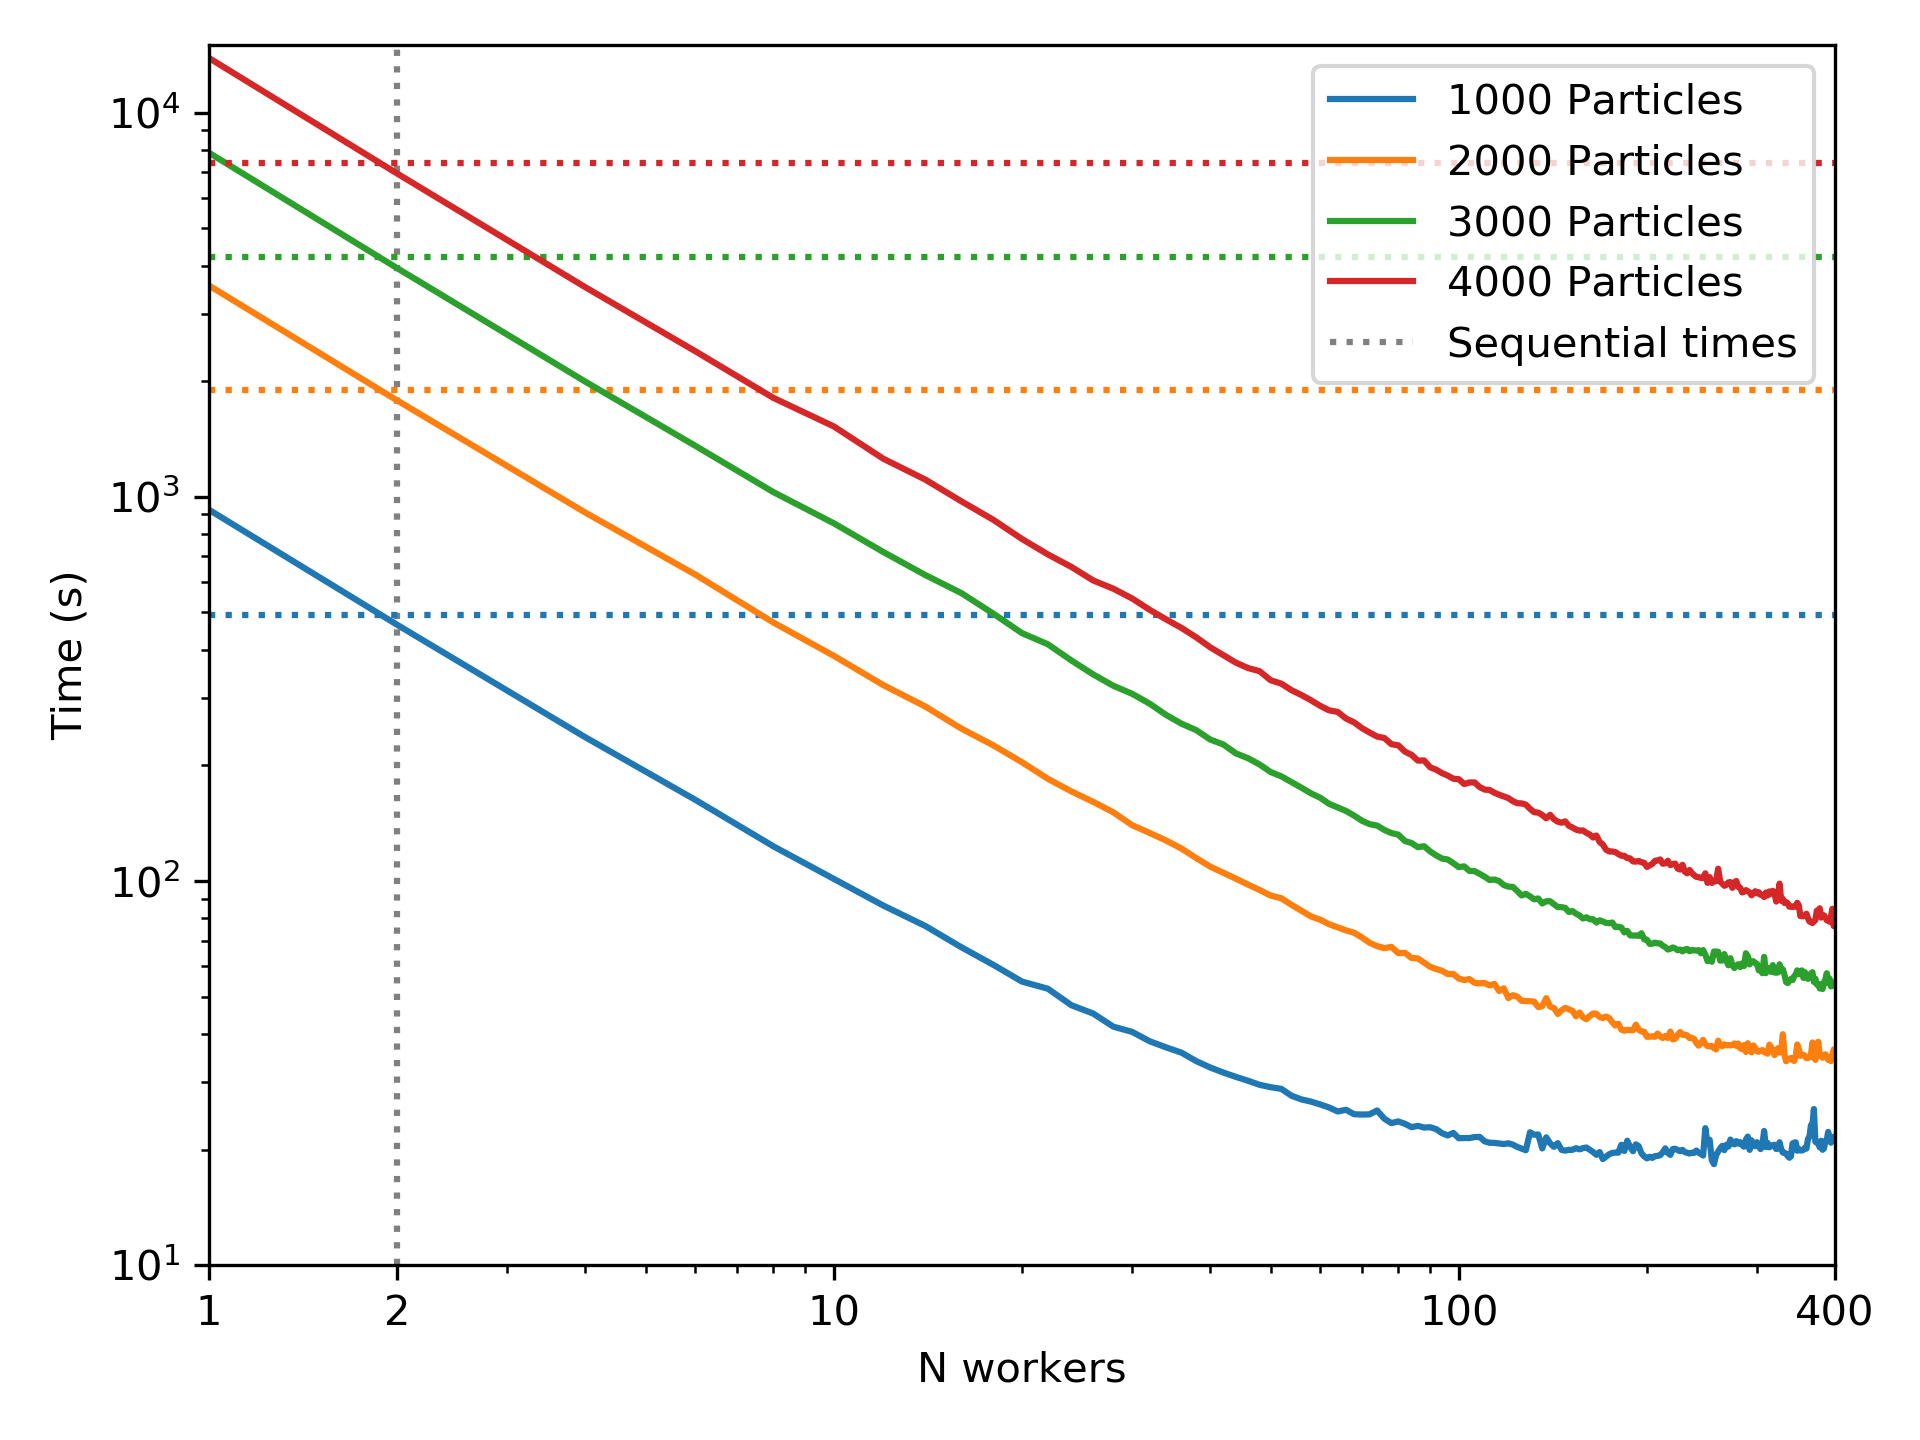 1000 Particles
2000 Particles
3000 Particles
4000 Particles
Sequential times
10⁴
10³
10²
10¹
Time (s)
1 2 10 100 400
N workers